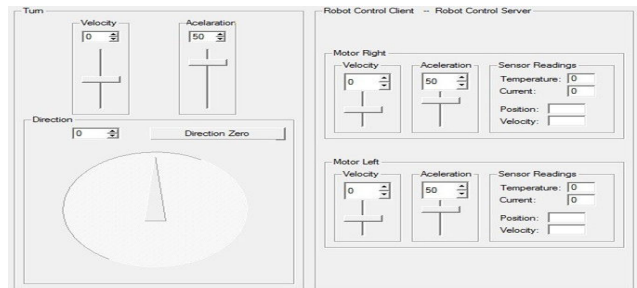 Turn
Velocity
0
Acelaration
50
Direction
0
Direction Zero
Robot Control Client -- Robot Control Server
Motor Right
Velocity
0
Aceleration
50
Sensor Readings
Temperature: 0
Current: 0
Position:
Velocity:
Motor Left
Velocity
0
Aceleration
50
Sensor Readings
Temperature: 0
Current: 0
Position:
Velocity: